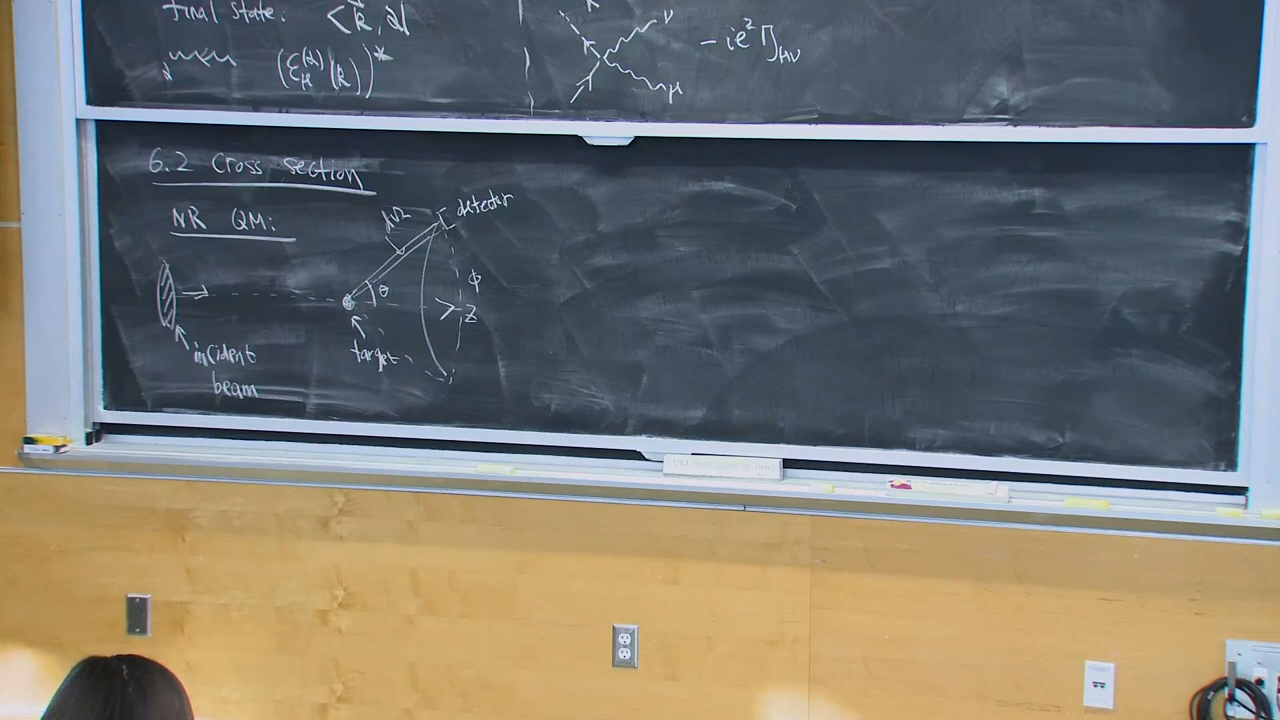 final state: ⟨k⃗, α|
(ε_μ^(α)(k))*
k
ν
μ
- ie² η_μν
6.2 Cross section
NR QM:
dΩ
detector
θ
φ
z
target
incident
beam